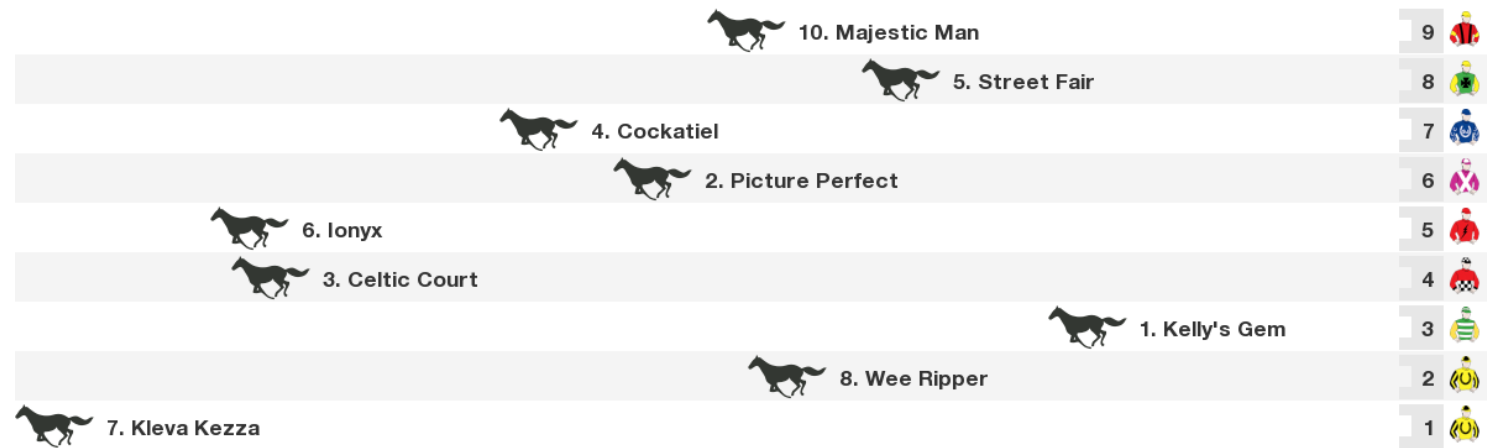 10. Majestic Man 9
5. Street Fair 8
4. Cockatiel 7
2. Picture Perfect 6
6. Ionyx 5
3. Celtic Court 4
1. Kelly's Gem 3
8. Wee Ripper 2
7. Kleva Kezza 1